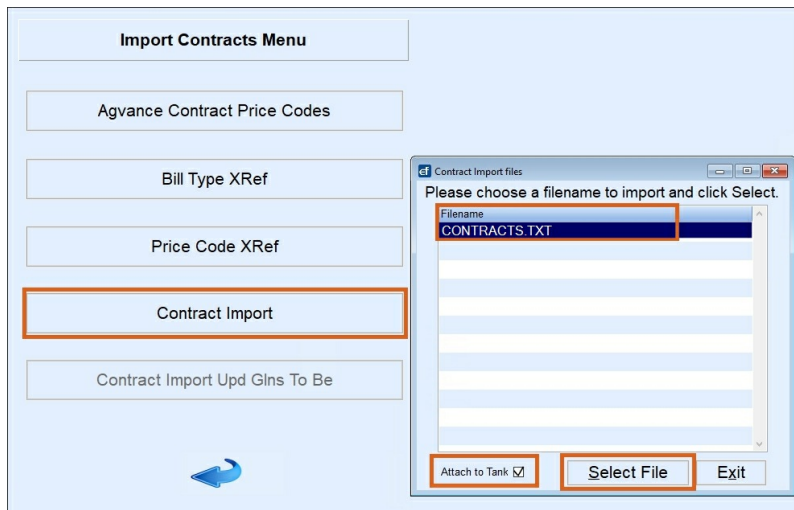 Import Contracts Menu
Agvance Contract Price Codes
Bill Type XRef
Price Code XRef
Contract Import
Contract Import Upd Glns To Be
ef Contract Import files
Please choose a filename to import and click Select.
Filename
CONTRACTS.TXT
Attach to Tank Select File Exit